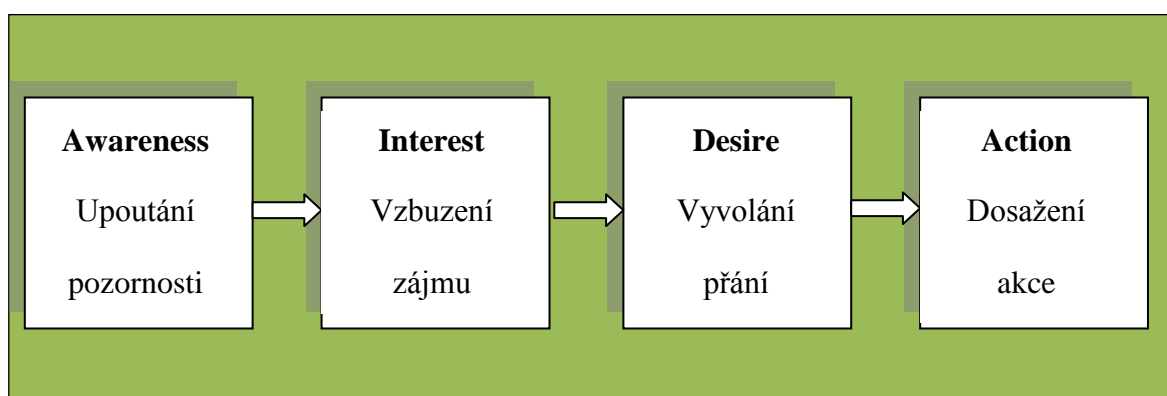 Awareness
Upoutání
pozornosti
Interest
Vzbuzení
zájmu
Desire
Vyvolání
přání
Action
Dosažení
akce